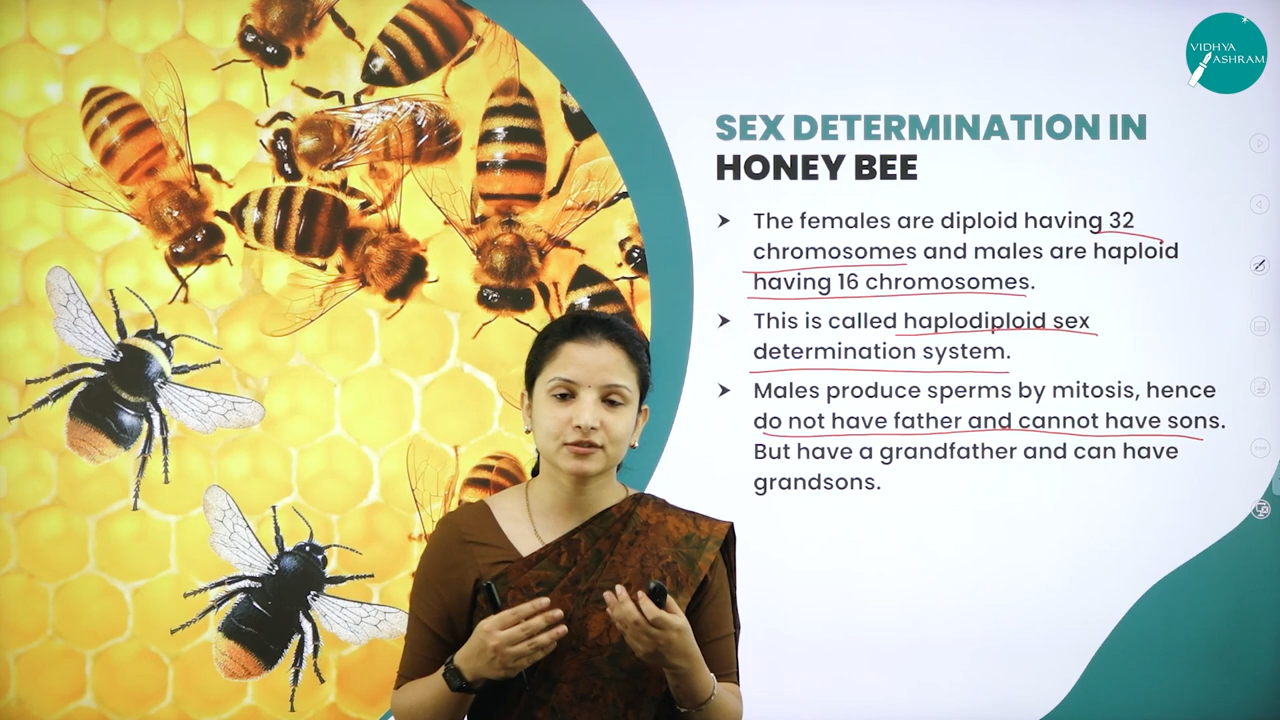 VIDHYA
ASHRAM
SEX DETERMINATION IN
HONEY BEE
➤ The females are diploid having 32
chromosomes and males are haploid
having 16 chromosomes.
➤ This is called haplodiploid sex
determination system.
➤ Males produce sperms by mitosis, hence
do not have father and cannot have sons.
But have a grandfather and can have
grandsons.